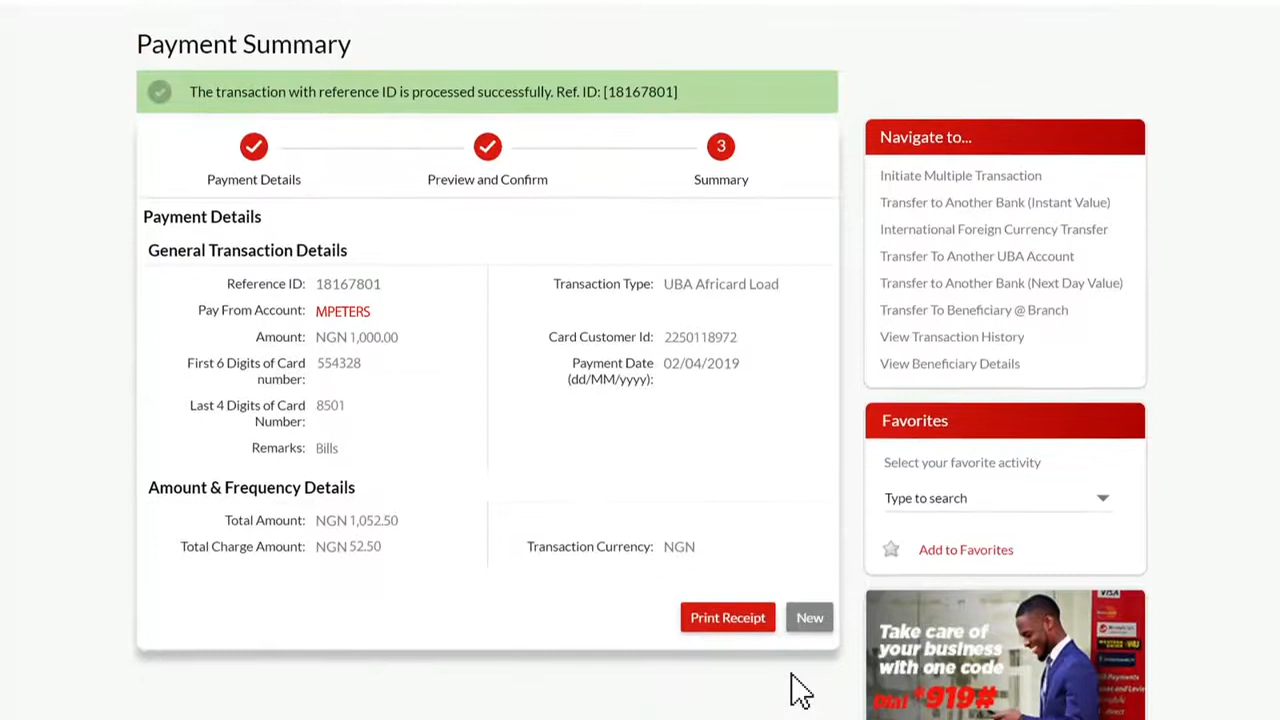 Payment Summary
The transaction with reference ID is processed successfully. Ref. ID: [18167801]
3
Payment Details
Preview and Confirm
Summary
Payment Details
General Transaction Details
Reference ID: 18167801
Transaction Type: UBA Africard Load
Pay From Account: MPETERS
Amount: NGN 1,000.00
Card Customer Id: 2250118972
First 6 Digits of Card 554328
number:
Payment Date 02/04/2019
(dd/MM/yyyy):
Last 4 Digits of Card 8501
Number:
Remarks: Bills
Amount & Frequency Details
Total Amount: NGN 1,052.50
Total Charge Amount: NGN 52.50
Transaction Currency: NGN
Print Receipt
New
Navigate to...
Initiate Multiple Transaction
Transfer to Another Bank (Instant Value)
International Foreign Currency Transfer
Transfer To Another UBA Account
Transfer to Another Bank (Next Day Value)
Transfer To Beneficiary @ Branch
View Transaction History
View Beneficiary Details
Favorites
Select your favorite activity
Type to search
Add to Favorites
Take care of
your business
with one code
Dial *919#
VISA